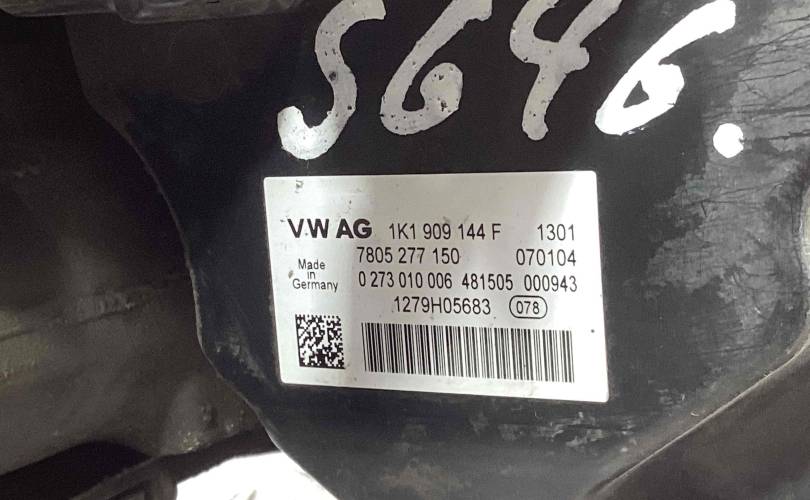 5646.
VW AG 1K1 909 144 F 1301
7805 277 150 070104
Made in Germany
0 273 010 006 481505 000943
1279H05683 078